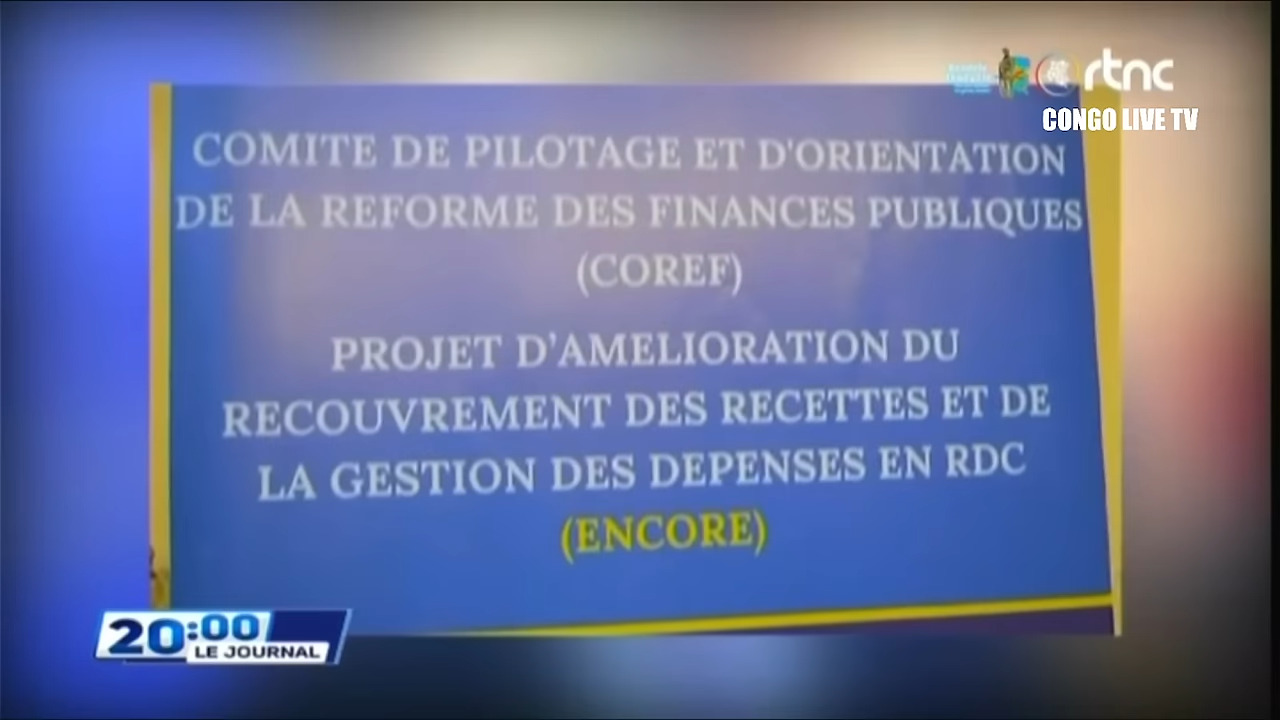 rtnc
CONGO LIVE TV
COMITE DE PILOTAGE ET D'ORIENTATION
DE LA REFORME DES FINANCES PUBLIQUES
(COREF)
PROJET D’AMELIORATION DU
RECOUVREMENT DES RECETTES ET DE
LA GESTION DES DEPENSES EN RDC
(ENCORE)
20:00
LE JOURNAL